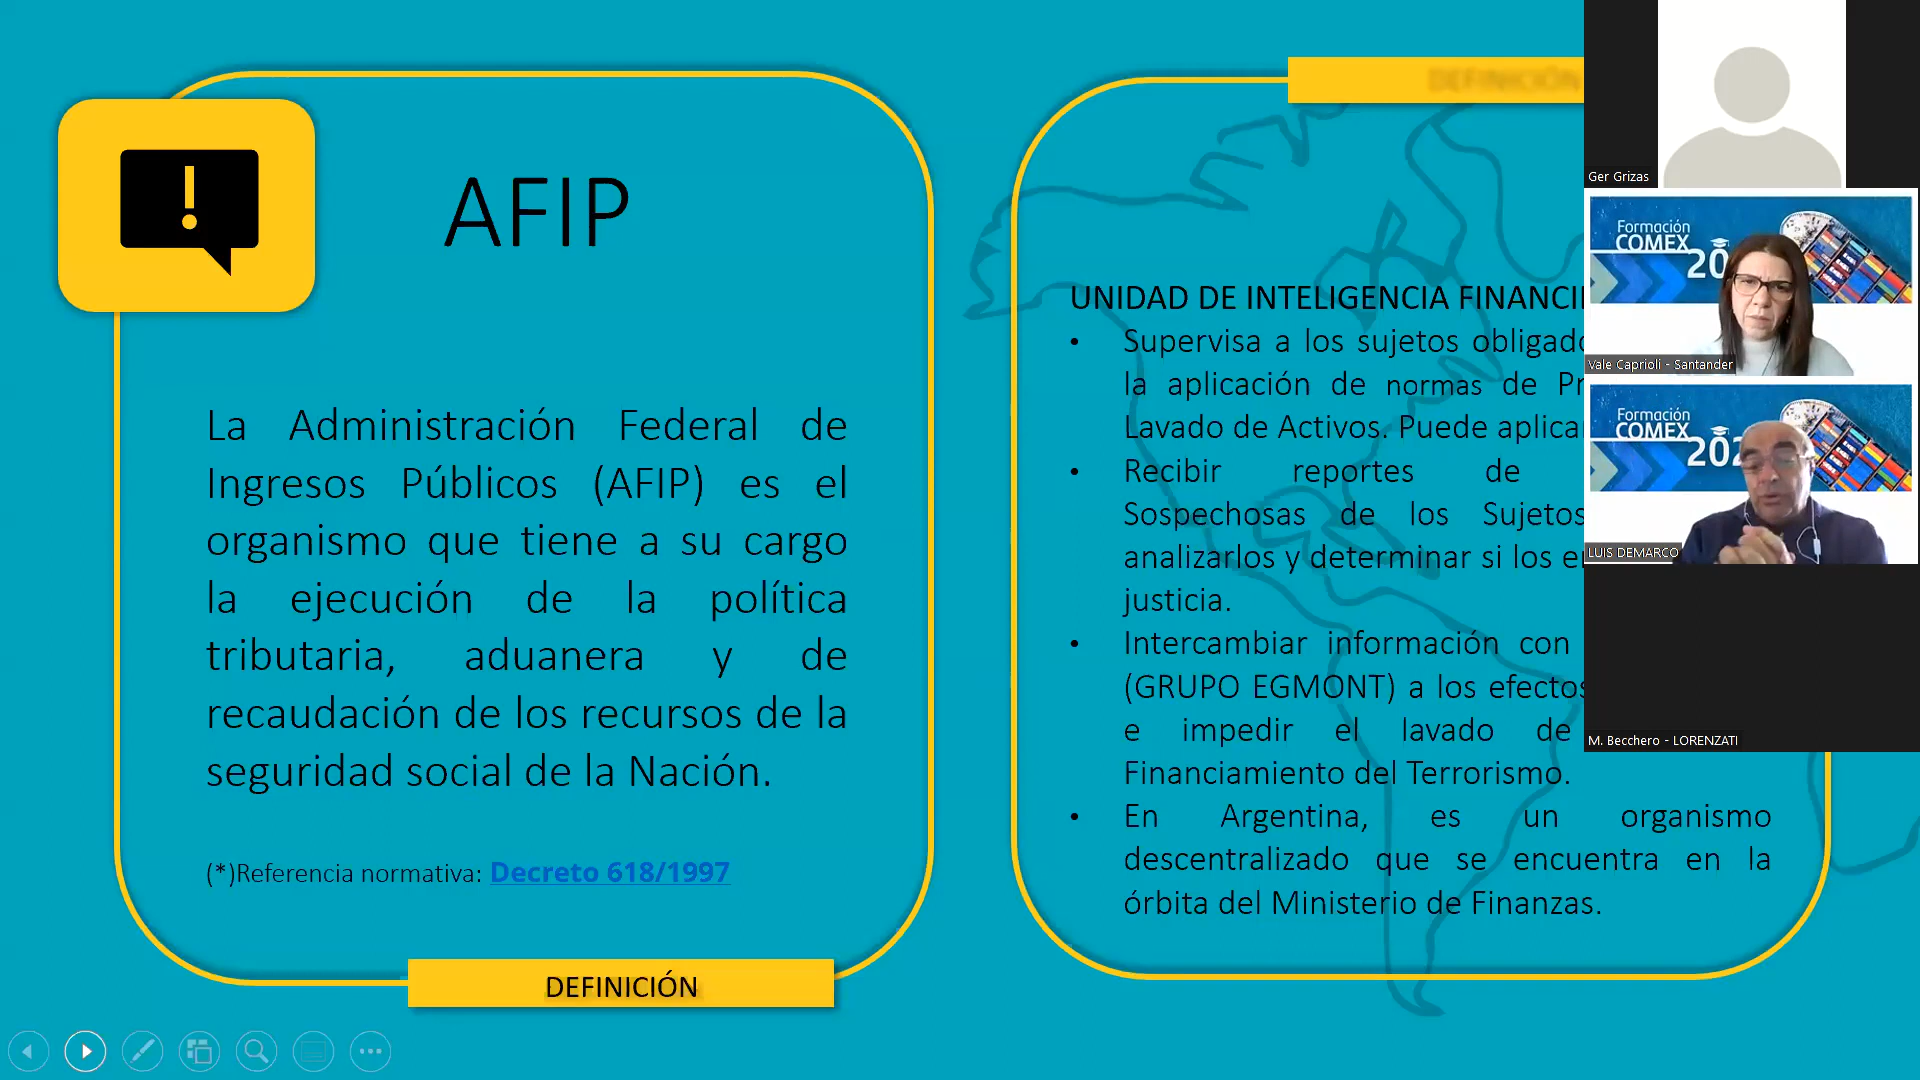 AFIP
La Administración Federal de
Ingresos Públicos (AFIP) es el
organismo que tiene a su cargo
la ejecución de la política
tributaria, aduanera y de
recaudación de los recursos de la
seguridad social de la Nación.
(*)Referencia normativa: Decreto 618/1997
DEFINICIÓN
DEFINICIÓN
UNIDAD DE INTELIGENCIA
Supervisa a los sujetos
la aplicación de normas de
Lavado de Activos. Puede
Recibir reportes de
Sospechosas de los Sujetos
analizarlos y determinar si los
justicia.
Intercambiar información con
(GRUPO EGMONT) a los efectos
e impedir el lavado de
Financiamiento del Terrorismo.
En Argentina, es un organismo
descentralizado que se encuentra en la
órbita del Ministerio de Finanzas.
Ger Grizas
Formación
COMEX
Vale Caprioli - Santander
Formación
COMEX
LUIS DEMARCO
M. Becchero - LORENZATI